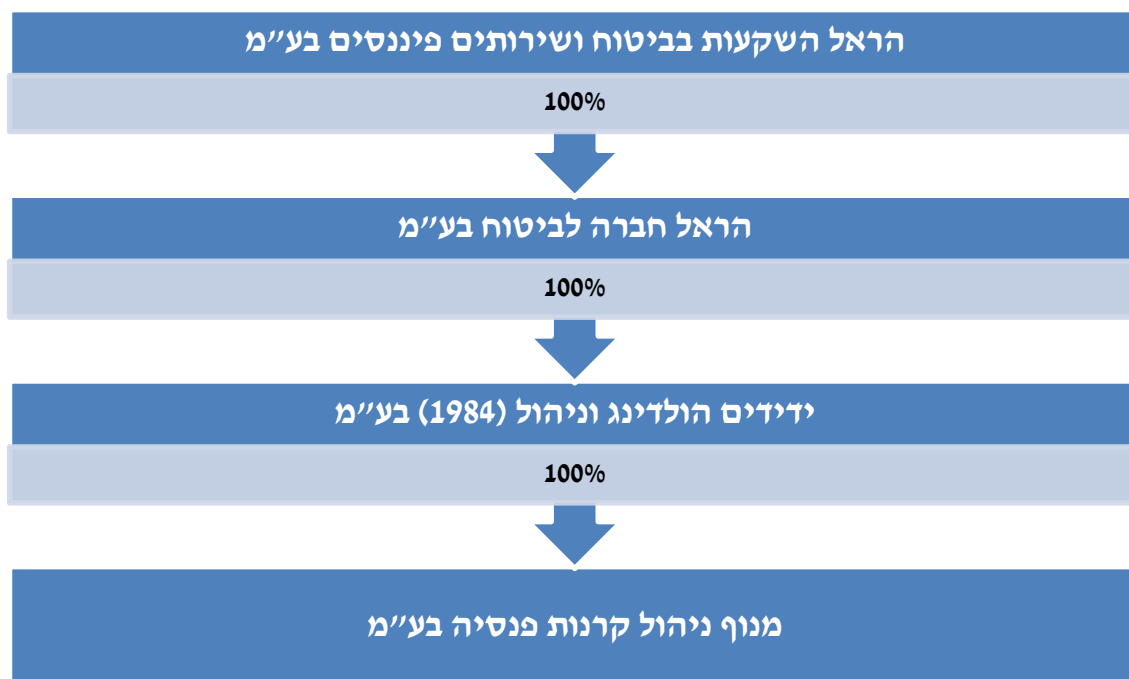 הראל השקעות בביטוח ושירותים פיננסים בע״מ
100%
הראל חברה לביטוח בע״מ
100%
ידידים הולדינג וניהול (1984) בע״מ
100%
מנוף ניהול קרנות פנסיה בע״מ